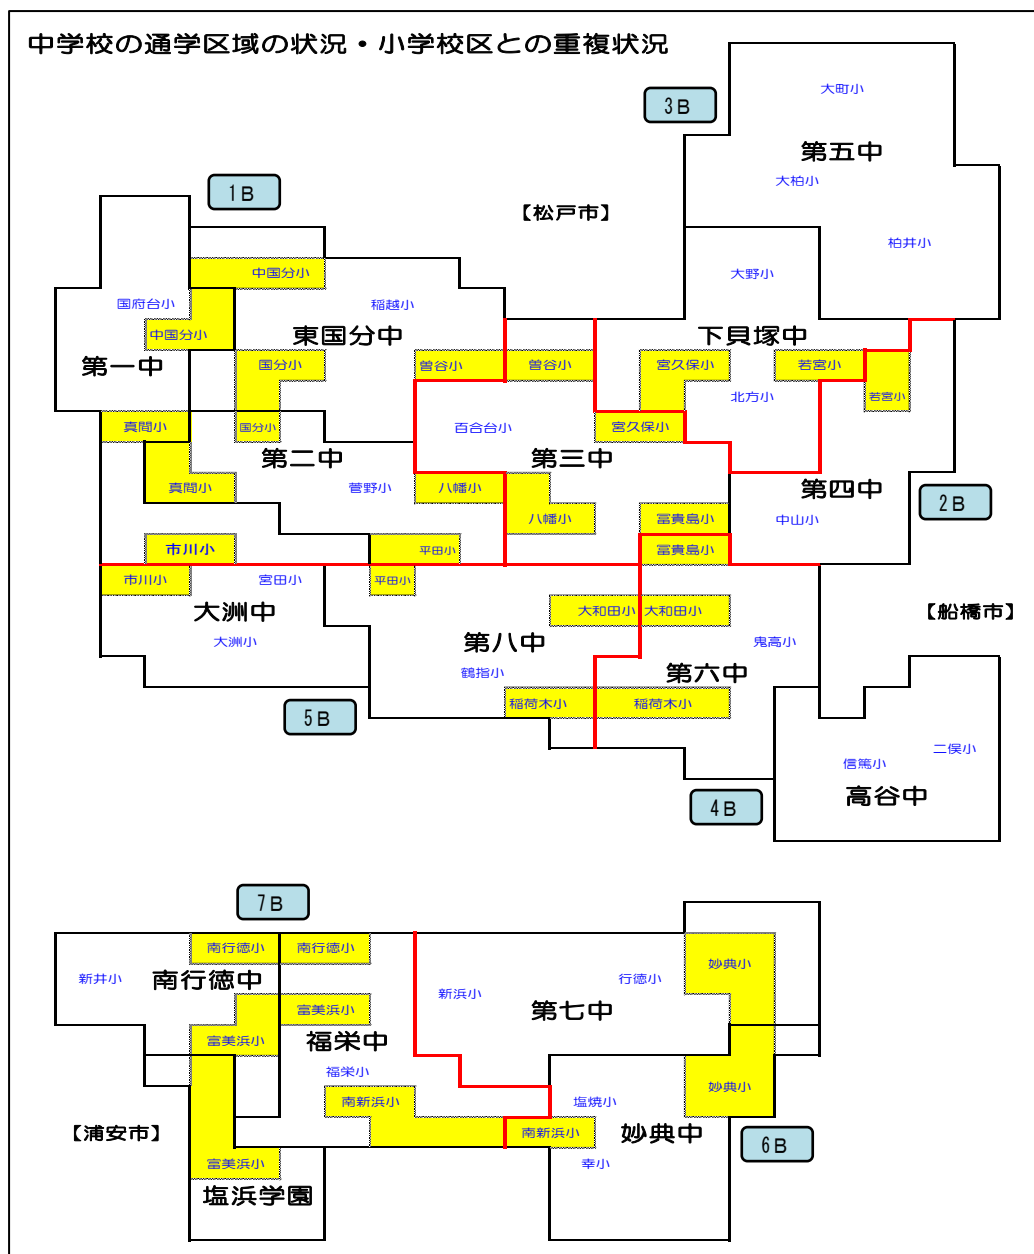 中学校の通学区域の状況・小学校区との重複状況
大町小
3B
第五中
大柏小
1B
【松戸市】
柏井小
中国分小
大野小
国府台小
稲越小
中国分小
東国分中
下貝塚中
第一中
国分小
曽谷小
曽谷小
宮久保小
若宮小
北方小
若宮小
真間小
国分小
百合台小
宮久保小
第二中
第三中
真間小
菅野小
八幡小
第四中
2B
八幡小
冨貴島小
中山小
市川小
平田小
冨貴島小
市川小
宮田小
平田小
大洲中
大和田小
大和田小
【船橋市】
大洲小
第八中
鬼高小
鶴指小
第六中
稲荷木小
稲荷木小
5B
二俣小
信篤小
高谷中
4B
7B
南行徳小
南行徳小
妙典小
新井小
南行徳中
新浜小
行徳小
富美浜小
第七中
富美浜小
福栄中
福栄小
妙典小
南新浜小
塩焼小
【浦安市】
南新浜小
妙典中
6B
富美浜小
幸小
塩浜学園